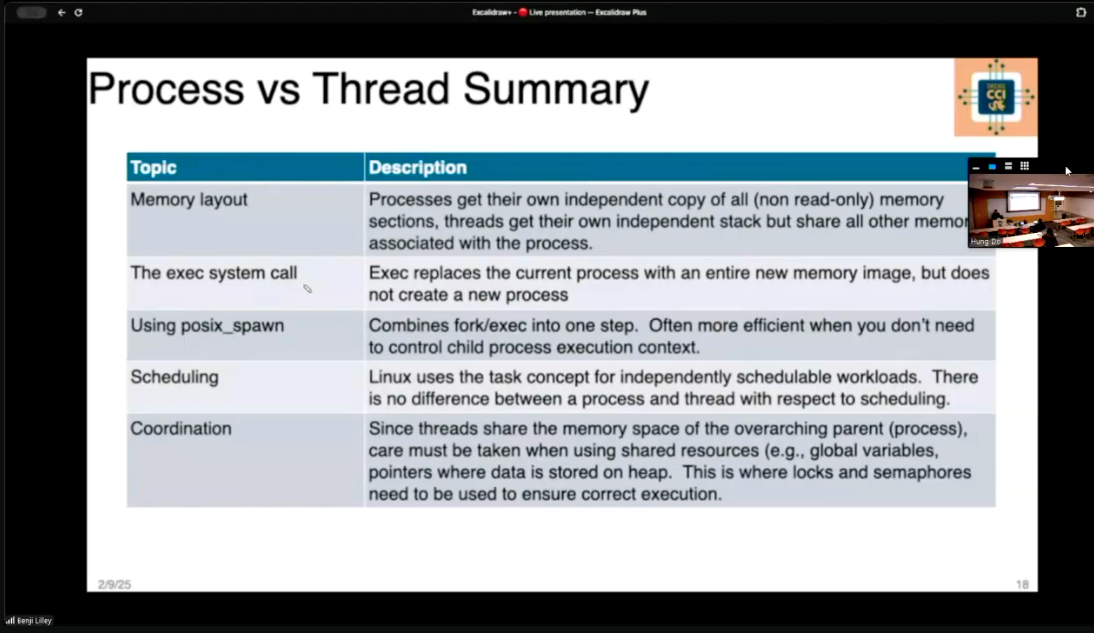 Excalidraw+ - 🔴 Live presentation — Excalidraw Plus
Process vs Thread Summary
CCI
Topic
Description
Memory layout
Processes get their own independent copy of all (non read-only) memory
sections, threads get their own independent stack but share all other memor
associated with the process.
The exec system call
Exec replaces the current process with an entire new memory image, but does
not create a new process
Using posix_spawn
Combines fork/exec into one step. Often more efficient when you don't need
to control child process execution context.
Scheduling
Linux uses the task concept for independently schedulable workloads. There
is no difference between a process and thread with respect to scheduling.
Coordination
Since threads share the memory space of the overarching parent (process),
care must be taken when using shared resources (e.g., global variables,
pointers where data is stored on heap. This is where locks and semaphores
need to be used to ensure correct execution.
Hung Do
2/9/25
18
Benji Lilley